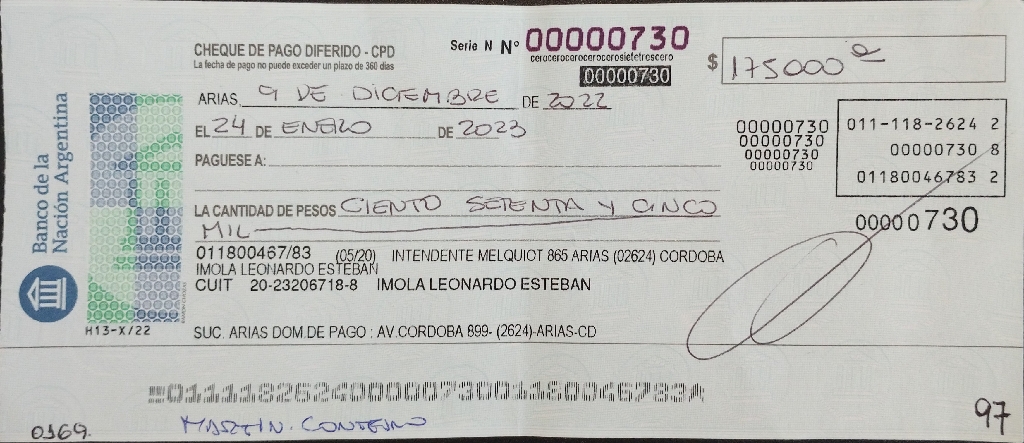 CHEQUE DE PAGO DIFERIDO - CPD
La fecha de pago no puede exceder un plazo de 360 días
Serie N Nº 00000730
cerocerocerocerocerosietetrescero
00000730
$ 175000
ARIAS, 9 DE DICIEMBRE DE 2022
EL 24 DE ENERO DE 2023
PAGUESE A:
00000730
00000730
00000730
00000730
011-118-2624 2
00000730 8
01180046783 2
LA CANTIDAD DE PESOS CIENTO SETENTA Y CINCO
MIL
00000730
011800467/83 (05/20) INTENDENTE MELQUIOT 865 ARIAS (02624) CORDOBA
IMOLA LEONARDO ESTEBAN
CUIT 20-23206718-8 IMOLA LEONARDO ESTEBAN
SUC. ARIAS DOM.DE PAGO : AV.CORDOBA 899- (2624)-ARIAS-CD
Banco de la
Nación Argentina
H13-X/22
01111826240000073001180046783
0169.
MARTIN.
97